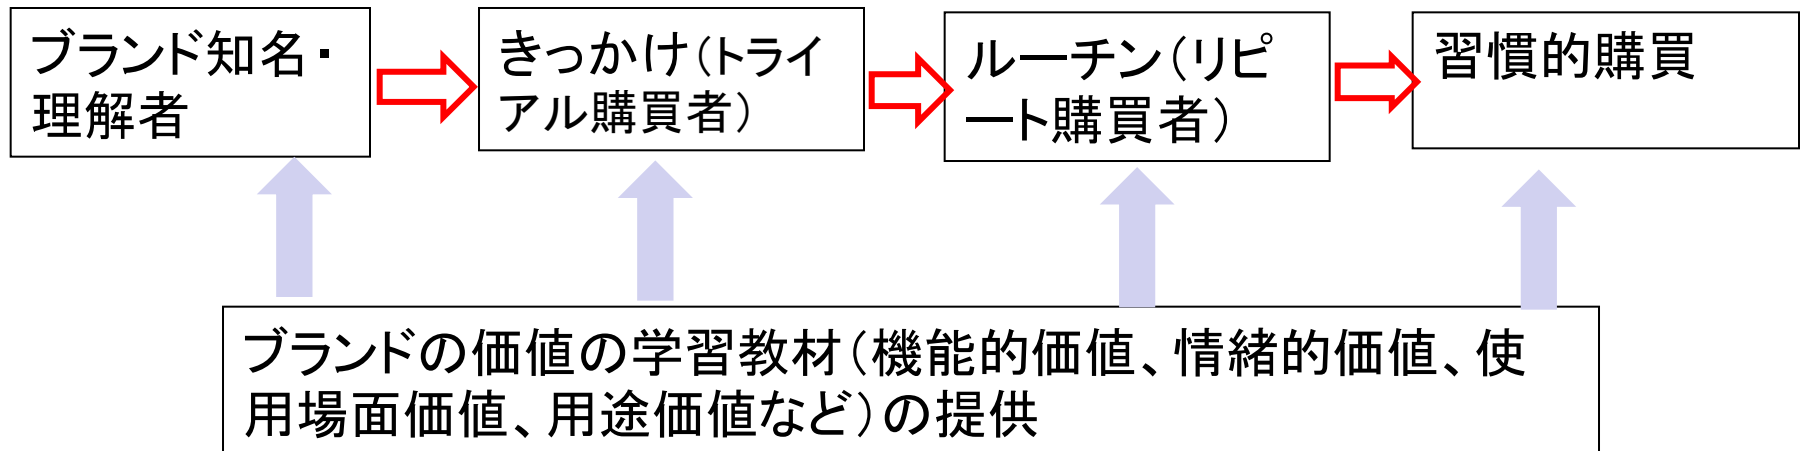 ブランド知名・
理解者
きっかけ（トライ
アル購買者）
ルーチン（リピ
ート購買者）
習慣的購買
ブランドの価値の学習教材（機能的価値、情緒的価値、使
用場面価値、用途価値など）の提供